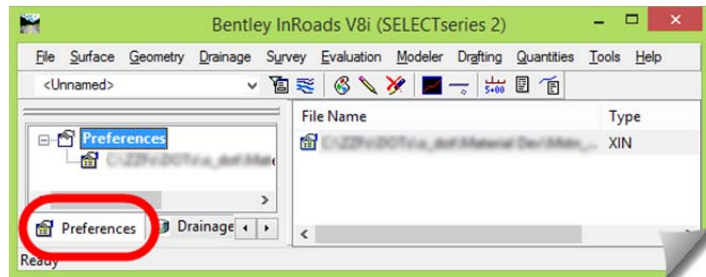 Bentley InRoads V8i (SELECTseries 2)
File Surface Geometry Drainage Survey Evaluation Modeler Drafting Quantities Tools Help
<Unnamed>
File Name Type
Preferences
XIN
Preferences Drainage
Ready